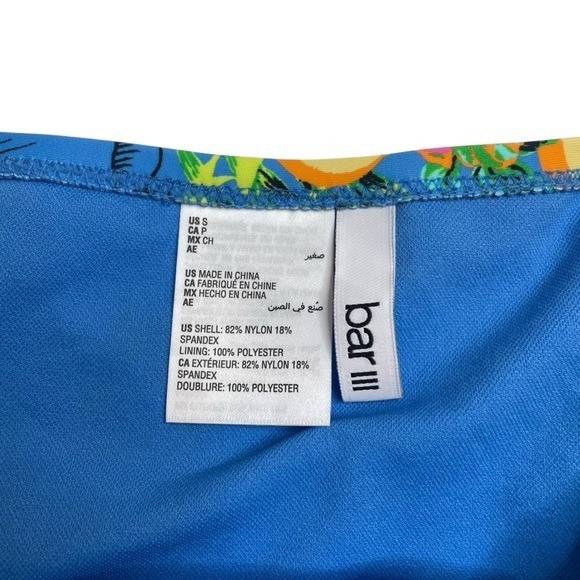 US S
CA P
MX CH
AE صغير
US MADE IN CHINA
CA FABRIQUÉ EN CHINE
MX HECHO EN CHINA
AE صُنع في الصين
US SHELL: 82% NYLON 18%
SPANDEX
LINING: 100% POLYESTER
CA EXTÉRIEUR: 82% NYLON 18%
SPANDEX
DOUBLURE: 100% POLYESTER
bar III